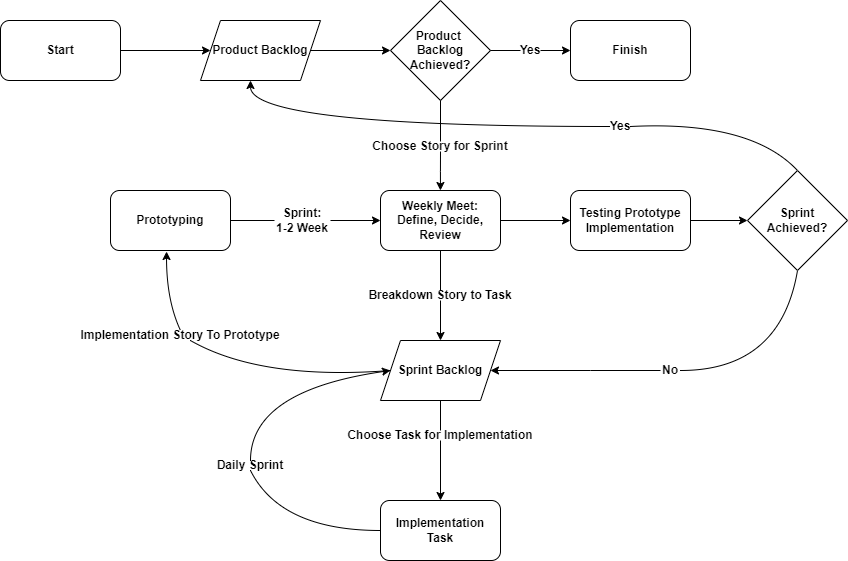 Start
Product Backlog
Product
Backlog
Achieved?
Yes
Finish
Yes
Choose Story for Sprint
Prototyping
Sprint:
1-2 Week
Weekly Meet:
Define, Decide,
Review
Testing Prototype
Implementation
Sprint
Achieved?
Breakdown Story to Task
Implementation Story To Prototype
Sprint Backlog
No
Choose Task for Implementation
Daily Sprint
Implementation
Task